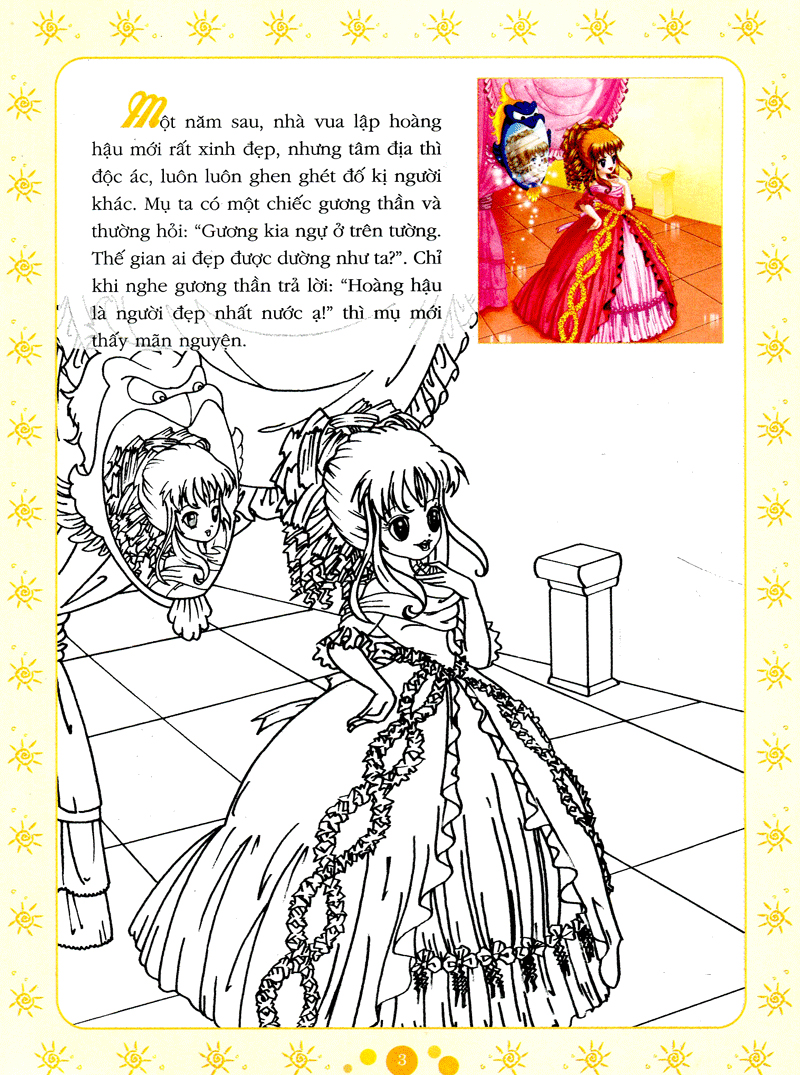 Một năm sau, nhà vua lập hoàng
hậu mới rất xinh đẹp, nhưng tâm địa thì
độc ác, luôn luôn ghen ghét đố kị người
khác. Mụ ta có một chiếc gương thần và
thường hỏi: “Gương kia ngự ở trên tường.
Thế gian ai đẹp được dường như ta?”. Chỉ
khi nghe gương thần trả lời: “Hoàng hậu
là người đẹp nhất nước ạ!” thì mụ mới
thấy mãn nguyện.
3